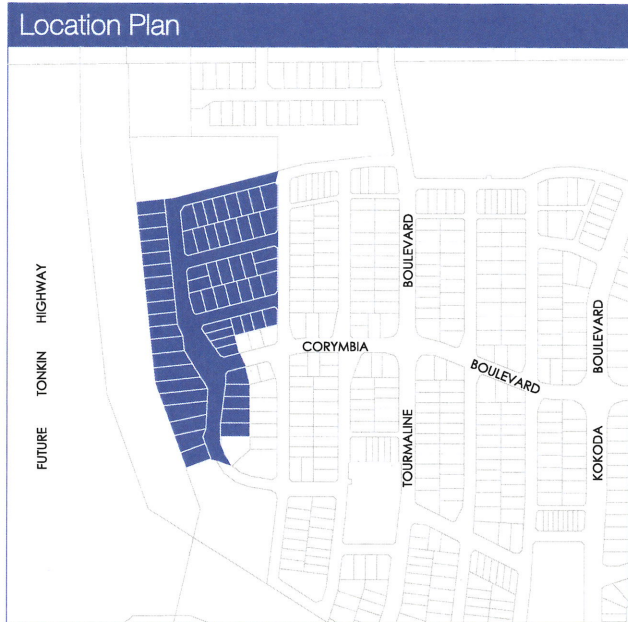 Location Plan
FUTURE TONKIN HIGHWAY
CORYMBIA BOULEVARD
TOURMALINE BOULEVARD
KOKODA BOULEVARD